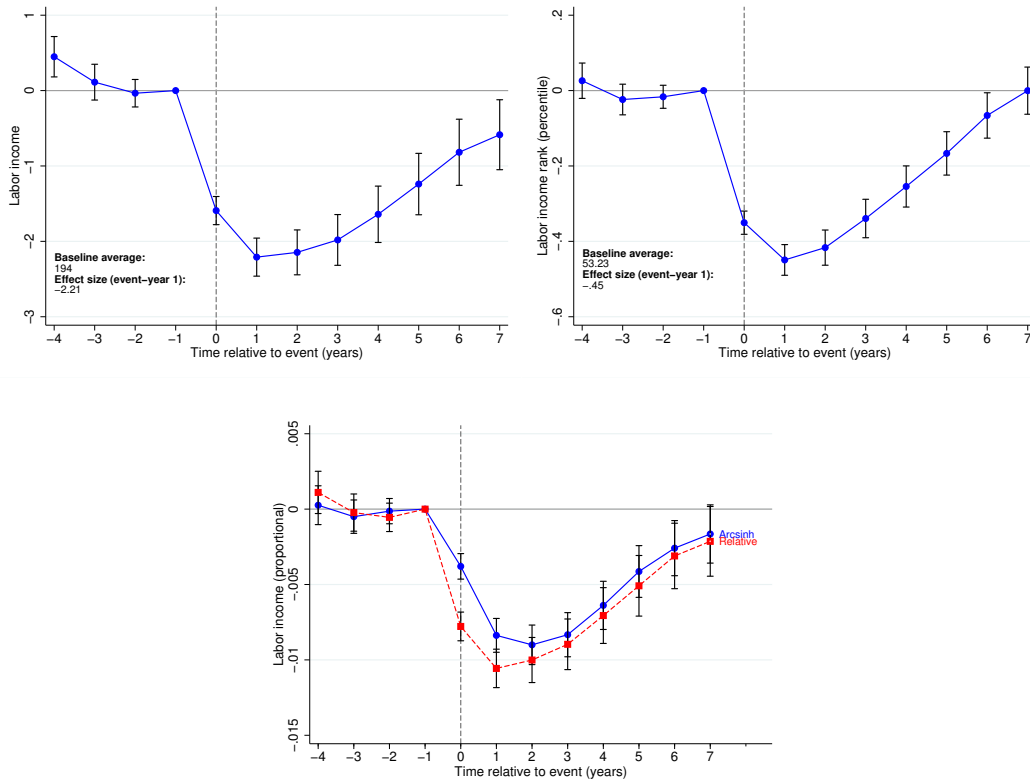 1
0
−1
−2
−3
Labor income
Baseline average:
194
Effect size (event−year 1):
−2.21
−4 −3 −2 −1 0 1 2 3 4 5 6 7
Time relative to event (years)
.2
0
−.2
−.4
−.6
Labor income rank (percentile)
Baseline average:
53.23
Effect size (event−year 1):
−.45
−4 −3 −2 −1 0 1 2 3 4 5 6 7
Time relative to event (years)
.005
0
−.005
−.01
−.015
Labor income (proportional)
Arcsinh
Relative
−4 −3 −2 −1 0 1 2 3 4 5 6 7
Time relative to event (years)